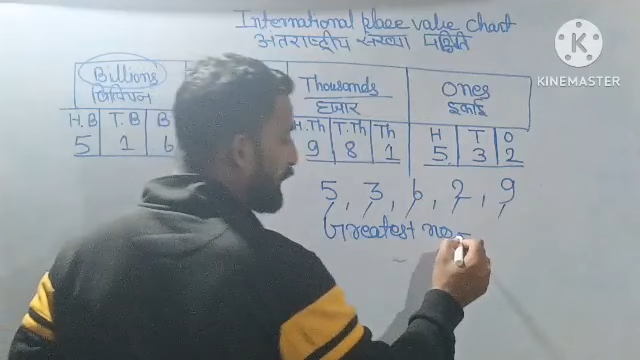 International place value chart
अंतराष्ट्रीय संख्या पद्धति
KINEMASTER
Billions Thousands Ones
बिलियन हजार इकाई
H.B T.B B H.Th T.Th Th H T O
5 1 6 9 8 1 5 3 2
5, 3, 6, 2, 9
Greatest no -